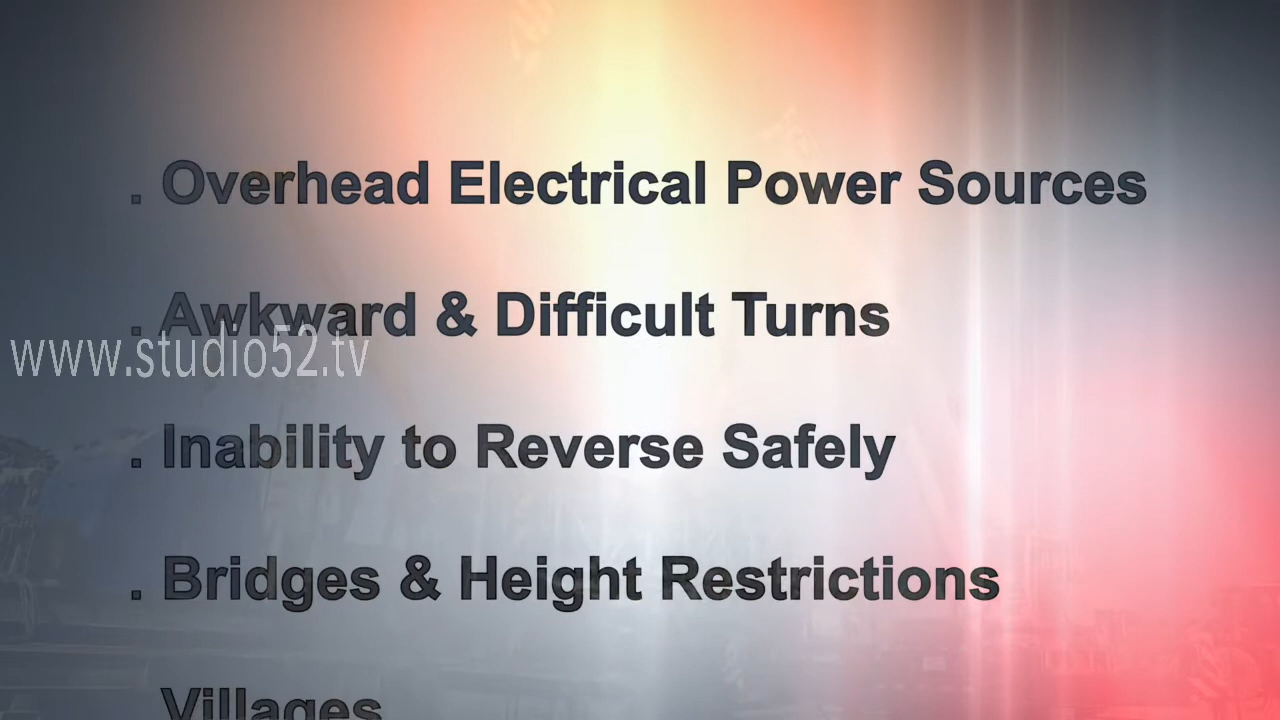 . Overhead Electrical Power Sources
. Awkward & Difficult Turns
www.studio52.tv
. Inability to Reverse Safely
. Bridges & Height Restrictions
Villages